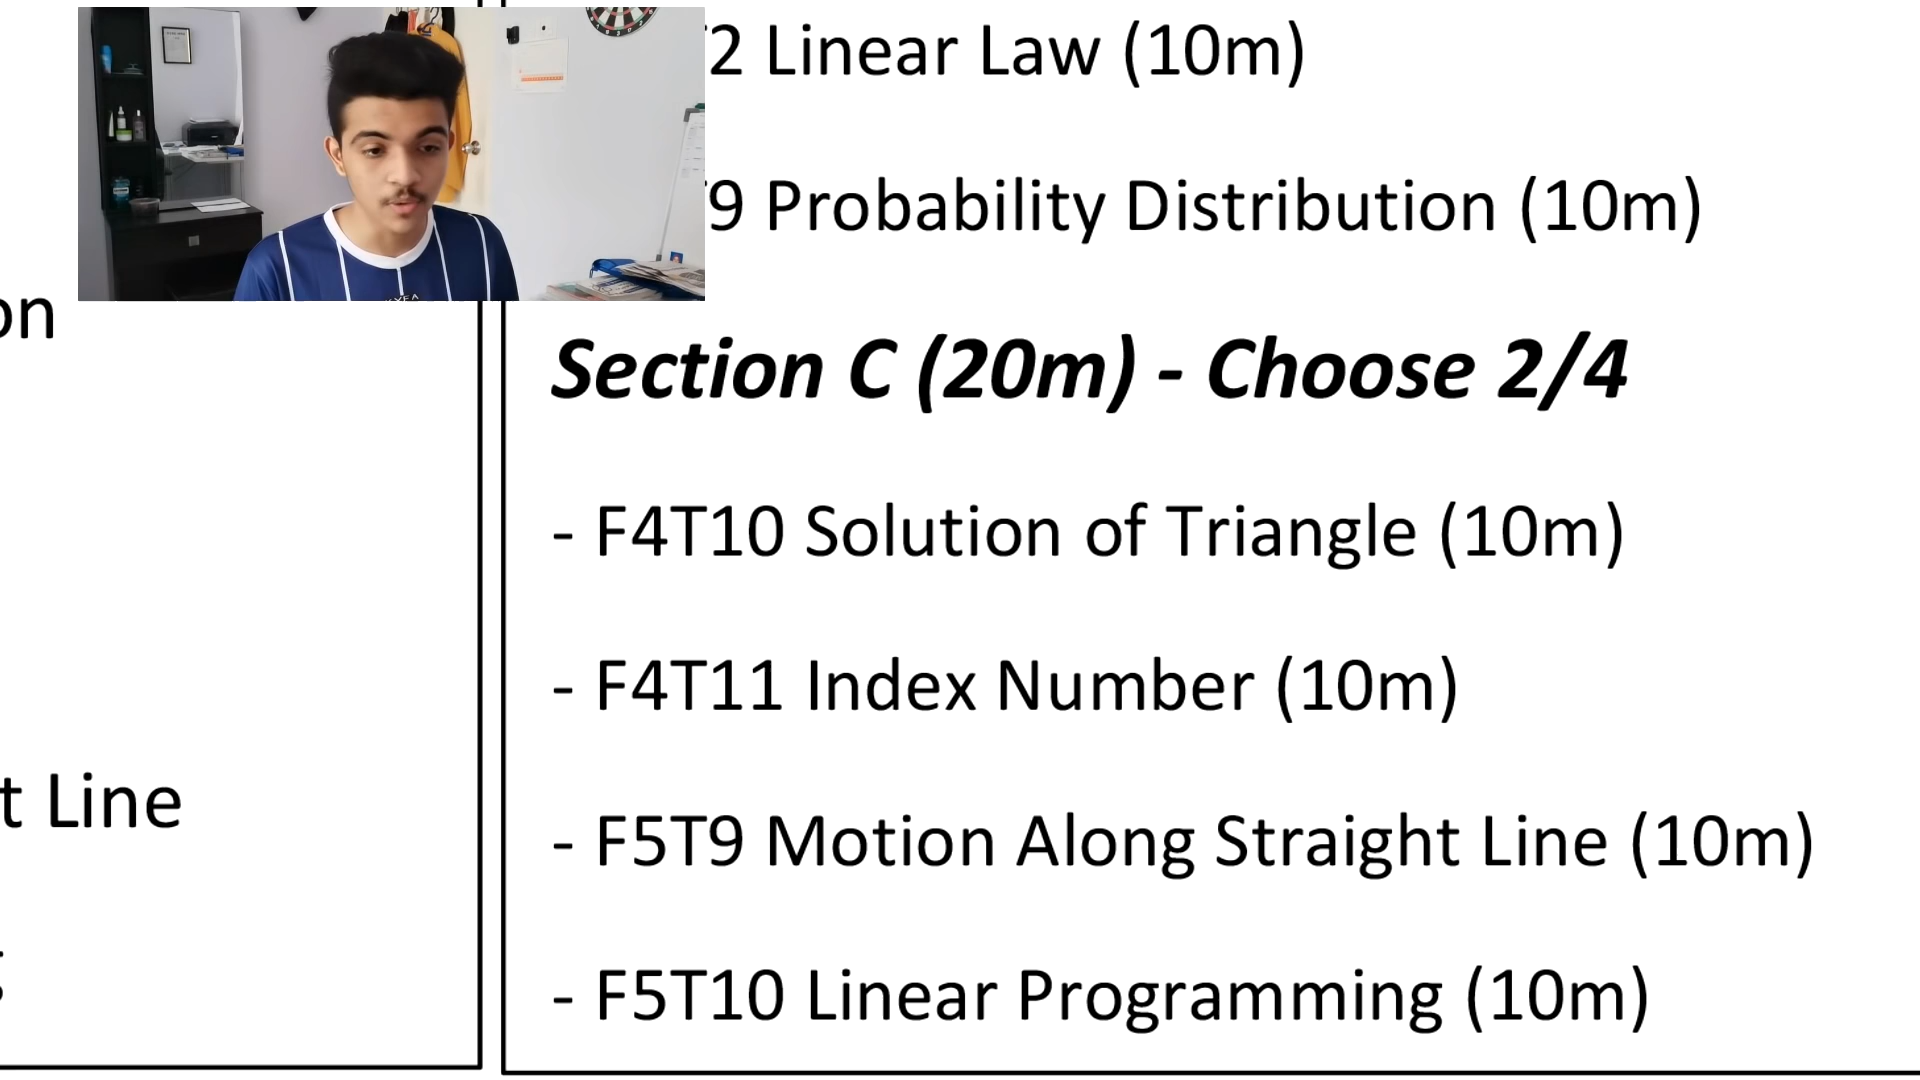 2 Linear Law (10m)
9 Probability Distribution (10m)
on
Section C (20m) - Choose 2/4
- F4T10 Solution of Triangle (10m)
- F4T11 Index Number (10m)
t Line
- F5T9 Motion Along Straight Line (10m)
- F5T10 Linear Programming (10m)